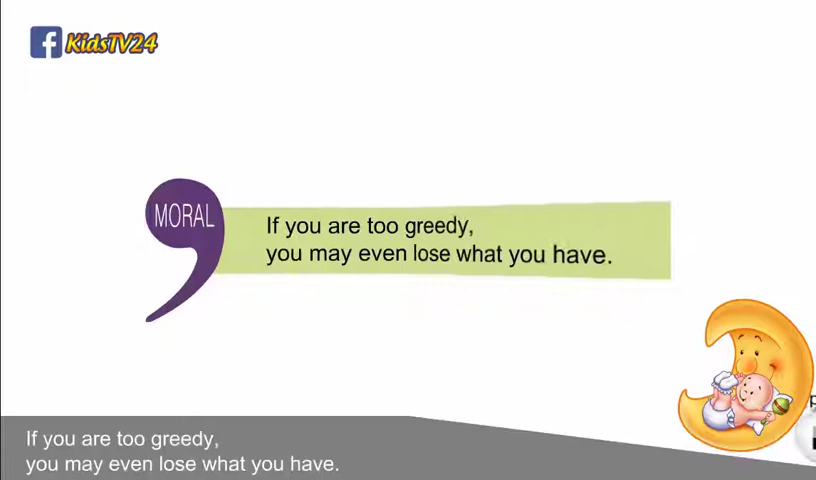 KidsTV24
MORAL
If you are too greedy,
you may even lose what you have.
If you are too greedy,
you may even lose what you have.